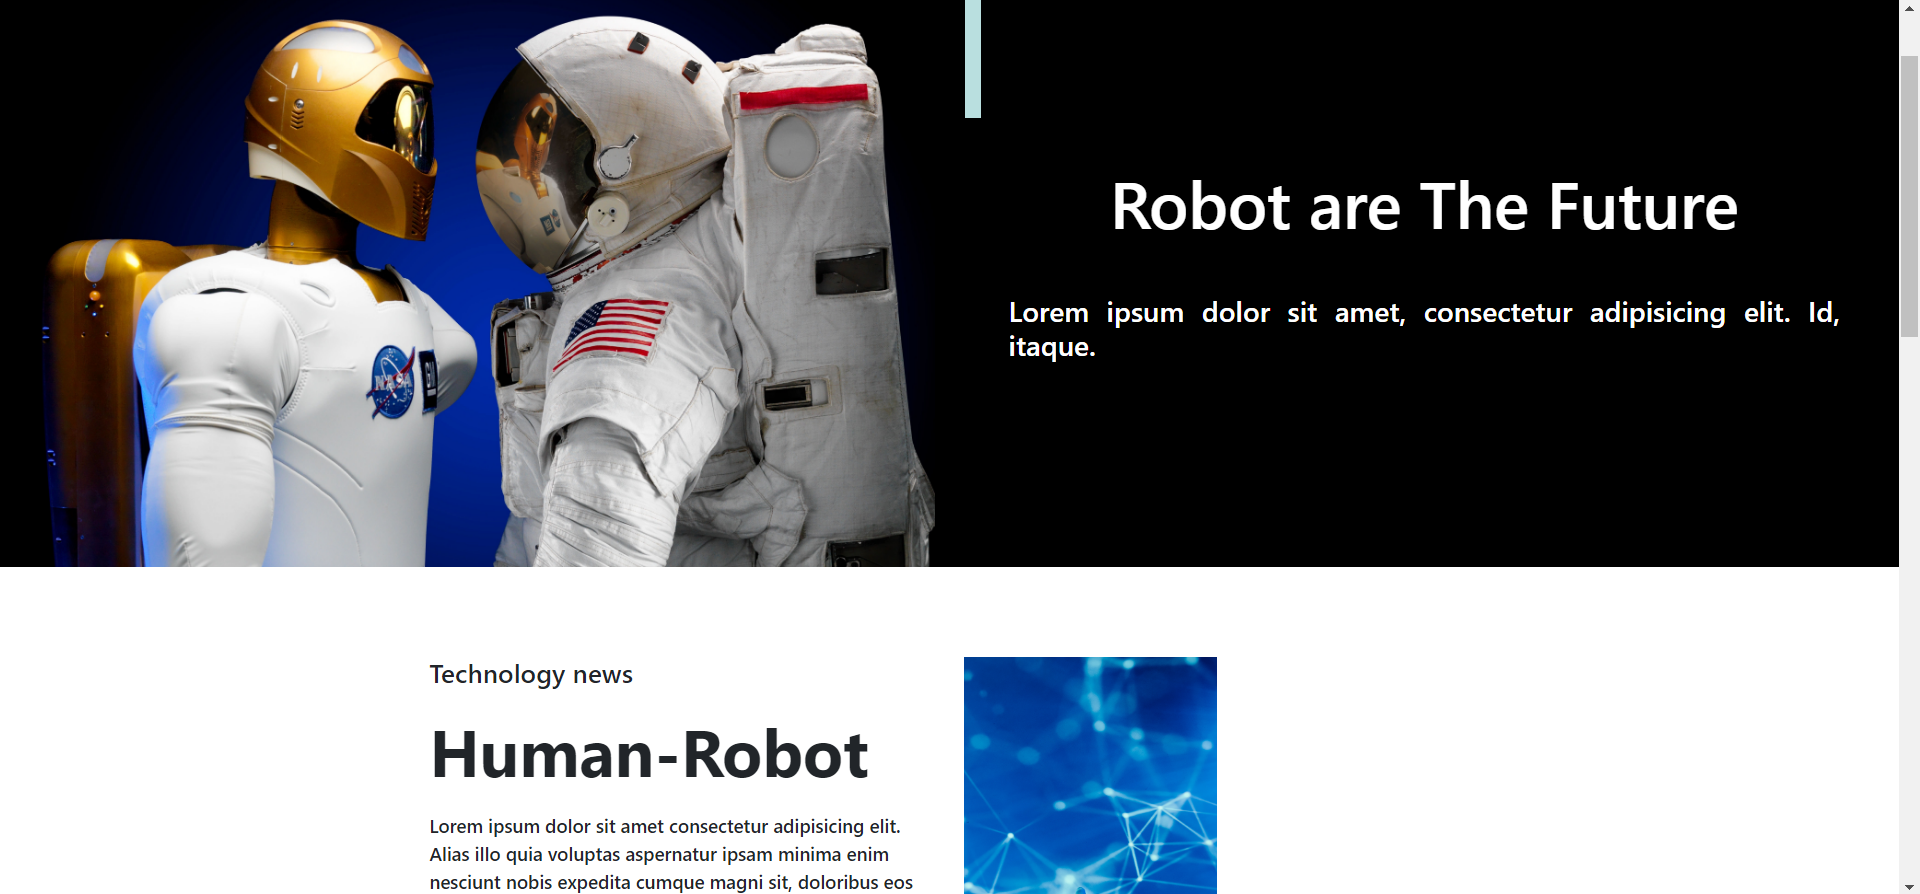 NASA
Robot are The Future
Lorem ipsum dolor sit amet, consectetur adipisicing elit. Id,
itaque.
Technology news
Human-Robot
Lorem ipsum dolor sit amet consectetur adipisicing elit.
Alias illo quia voluptas aspernatur ipsam minima enim
nesciunt nobis expedita cumque magni sit, doloribus eos